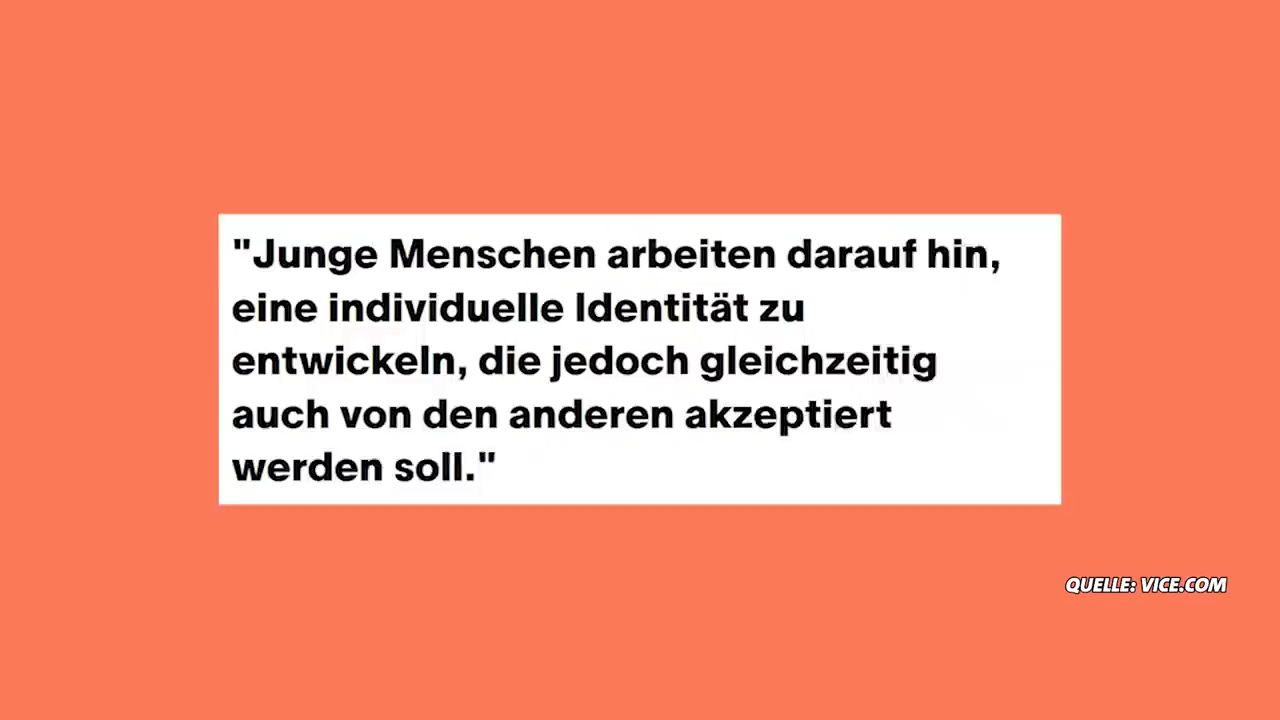 "Junge Menschen arbeiten darauf hin,
eine individuelle Identität zu
entwickeln, die jedoch gleichzeitig
auch von den anderen akzeptiert
werden soll."
QUELLE: VICE.COM